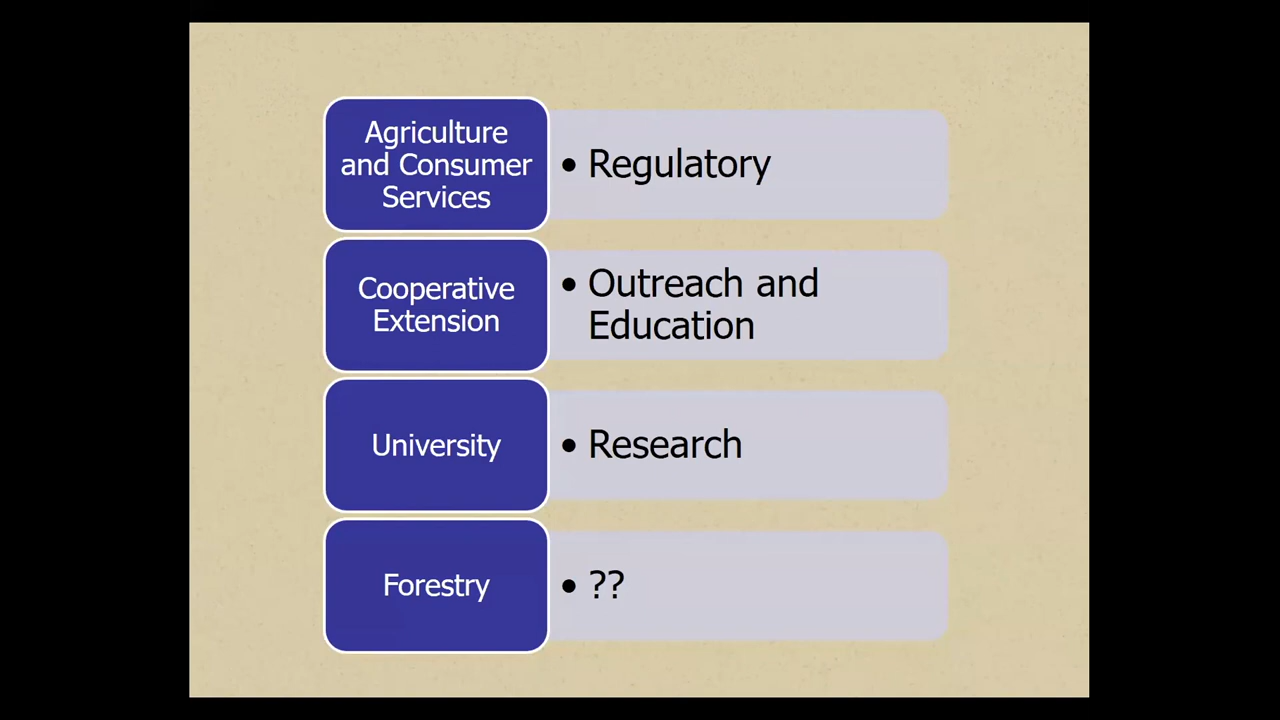 Agriculture
and Consumer
Services
• Regulatory
Cooperative
Extension
• Outreach and
Education
University
• Research
Forestry
• ??